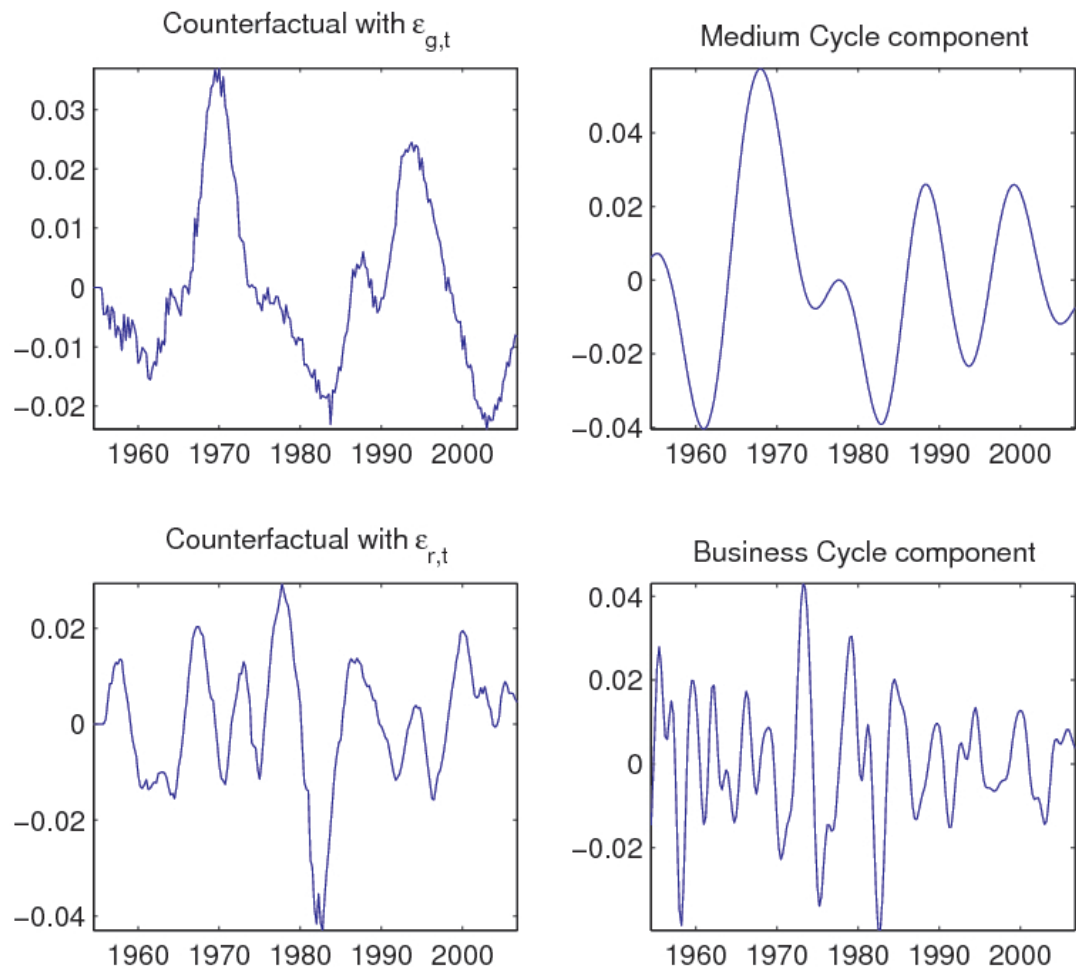 Counterfactual with ε_{g,t}
0.03
0.02
0.01
0
−0.01
−0.02
1960 1970 1980 1990 2000
Medium Cycle component
0.04
0.02
0
−0.02
−0.04
1960 1970 1980 1990 2000
Counterfactual with ε_{r,t}
0.02
0
−0.02
−0.04
1960 1970 1980 1990 2000
Business Cycle component
0.04
0.02
0
−0.02
1960 1970 1980 1990 2000